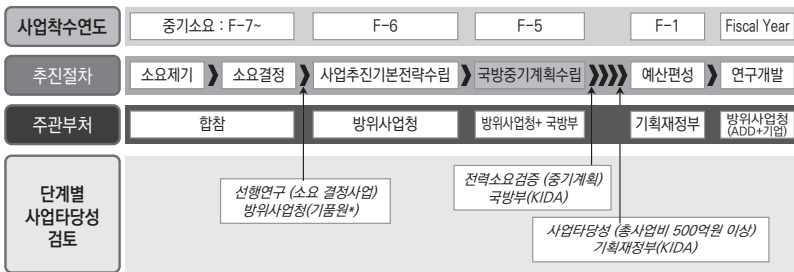 사업착수연도
중기소요 : F-7~
F-6
F-5
F-1
Fiscal Year
추진절차
소요제기
소요결정
사업추진기본전략수립
국방중기계획수립
예산편성
연구개발
주관부처
합참
방위사업청
방위사업청+ 국방부
기획재정부
방위사업청
(ADD+기업)
단계별
사업타당성
검토
선행연구 (소요 결정사업)
방위사업청(기품원*)
전력소요검증 (중기계획)
국방부(KIDA)
사업타당성 (총사업비 500억원 이상)
기획재정부(KIDA)